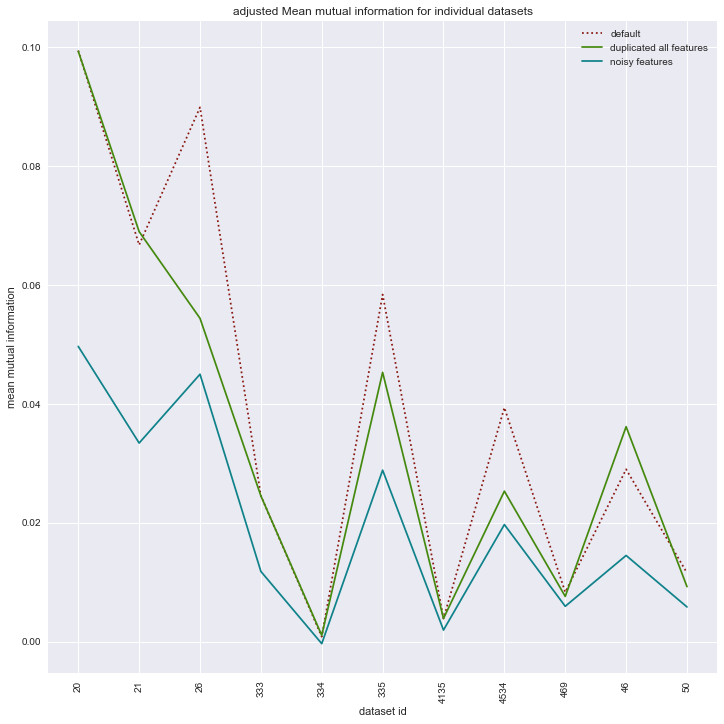 adjusted Mean mutual information for individual datasets
default
duplicated all features
noisy features
mean mutual information
0.10
0.08
0.06
0.04
0.02
0.00
20
21
26
333
334
335
4135
4534
469
46
50
dataset id